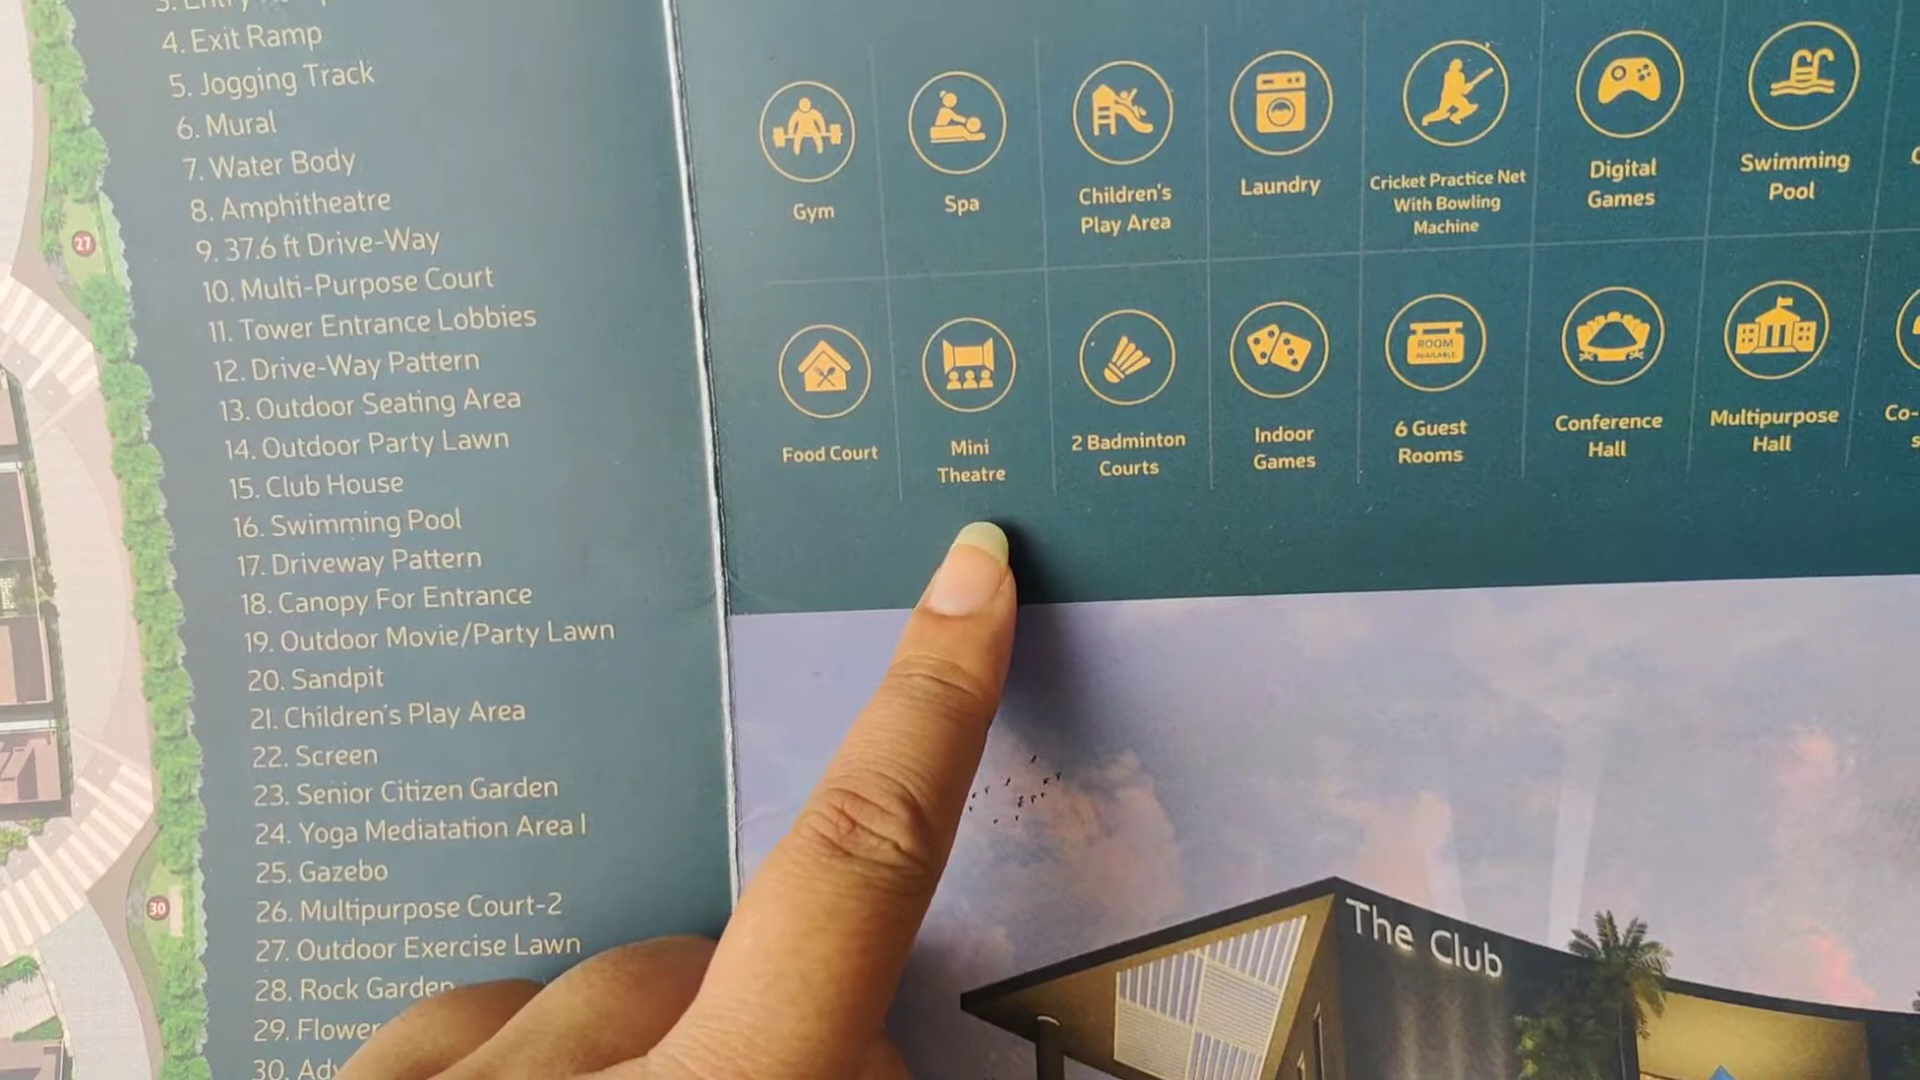 4. Exit Ramp
5. Jogging Track
6. Mural
7. Water Body
8. Amphitheatre
9. 37.6 ft Drive-Way
10. Multi-Purpose Court
11. Tower Entrance Lobbies
12. Drive-Way Pattern
13. Outdoor Seating Area
14. Outdoor Party Lawn
15. Club House
16. Swimming Pool
17. Driveway Pattern
18. Canopy For Entrance
19. Outdoor Movie/Party Lawn
20. Sandpit
21. Children's Play Area
22. Screen
23. Senior Citizen Garden
24. Yoga Mediatation Area I
25. Gazebo
26. Multipurpose Court-2
27. Outdoor Exercise Lawn
28. Rock Garden
29. Flower
30.
27
30
Gym
Spa
Children's
Play Area
Laundry
Cricket Practice Net
With Bowling
Machine
Digital
Games
Swimming
Pool
Food Court
Mini
Theatre
2 Badminton
Courts
Indoor
Games
ROOM
AVAILABLE
6 Guest
Rooms
Conference
Hall
Multipurpose
Hall
Co-
The Club